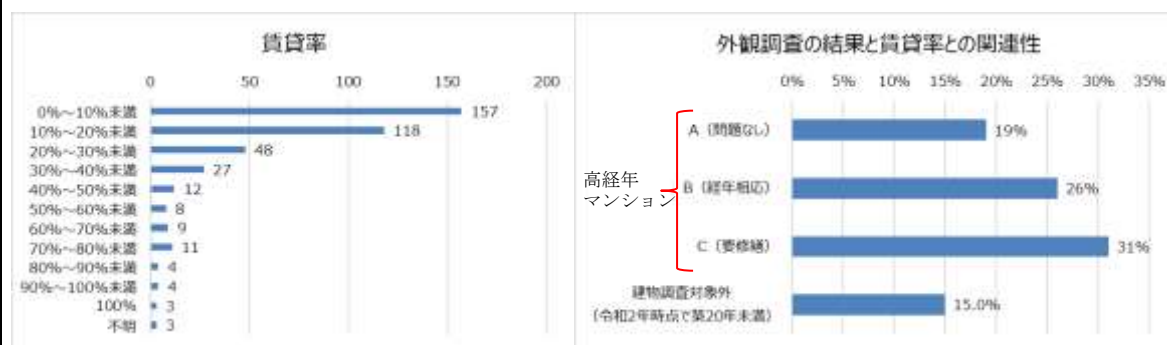 賃貸率
0 50 100 150 200
0%～10%未満 157
10%～20%未満 118
20%～30%未満 48
30%～40%未満 27
40%～50%未満 12
50%～60%未満 8
60%～70%未満 9
70%～80%未満 11
80%～90%未満 4
90%～100%未満 4
100% 3
不明 3
外観調査の結果と賃貸率との関連性
0% 5% 10% 15% 20% 25% 30% 35%
高経年
マンション
A（問題なし） 19%
B（経年相応） 26%
C（要修繕） 31%
建物調査対象外
（令和2年時点で築20年未満） 15.0%